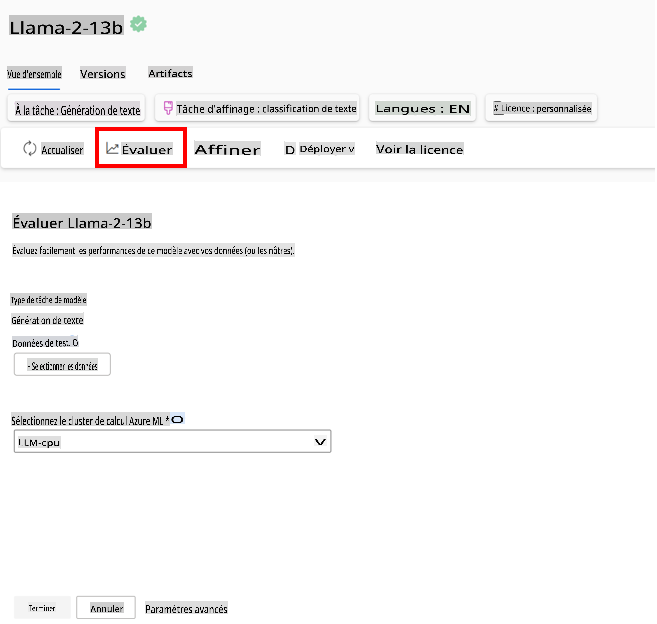 Llama-2-13b
Vue d'ensemble Versions Artifacts
À la tâche : Génération de texte Tâche d'affinage : classification de texte Langues : EN Licence : personnalisée
Actualiser Évaluer Affiner D Déployer v Voir la licence
Évaluer Llama-2-13b
Évaluez facilement les performances de ce modèle avec vos données (ou les nôtres).
Type de tâche de modèle
Génération de texte
Données de test. O
- Sélectionner les données
Sélectionnez le cluster de calcul Azure ML *
LLM-cpu
Terminer Annuler Paramètres avancés